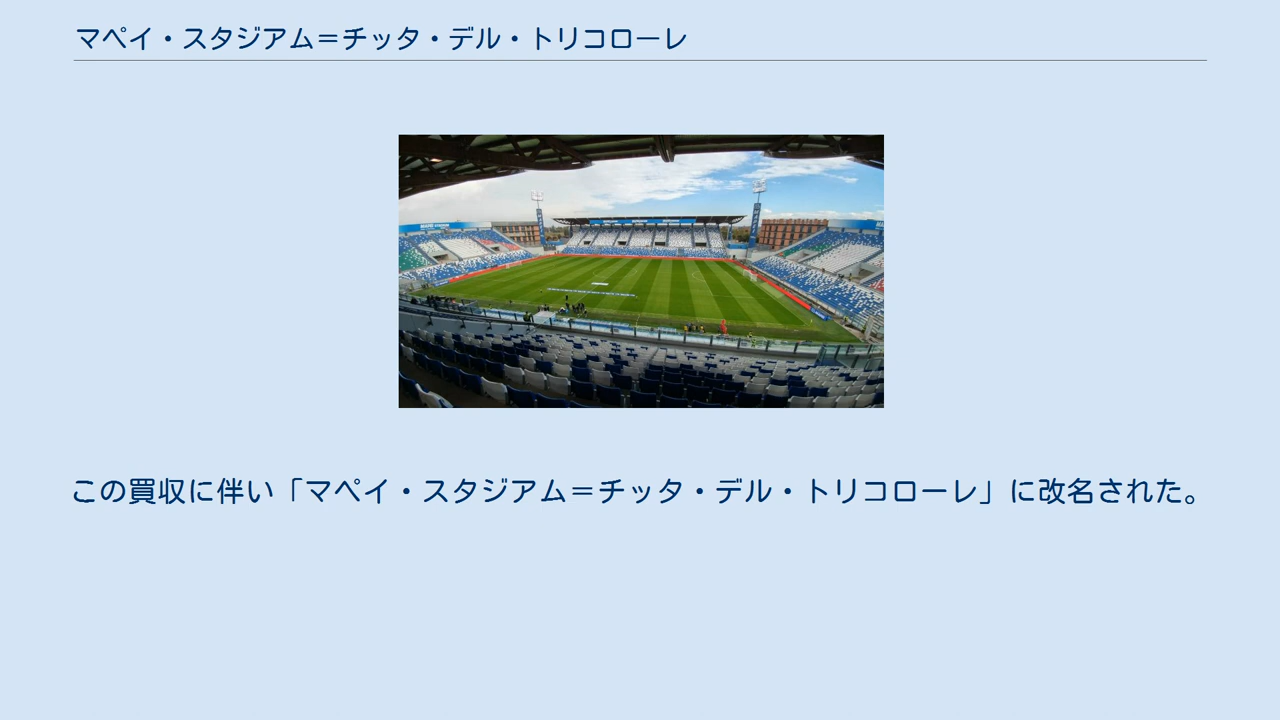 マペイ・スタジアム＝チッタ・デル・トリコローレ
この買収に伴い「マペイ・スタジアム＝チッタ・デル・トリコローレ」に改名された。